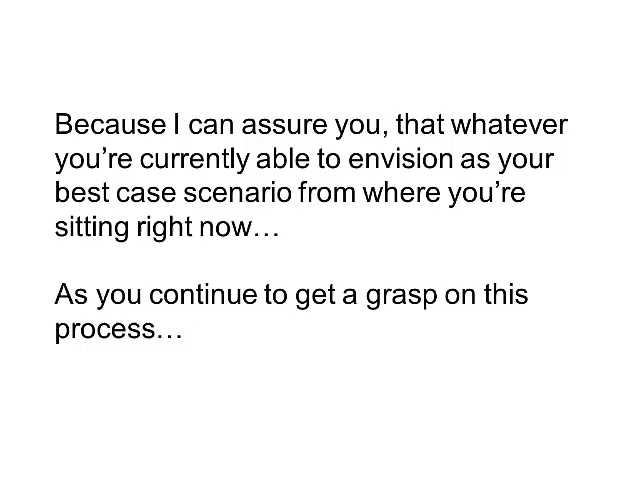 Because I can assure you, that whatever
you’re currently able to envision as your
best case scenario from where you’re
sitting right now…
As you continue to get a grasp on this
process…